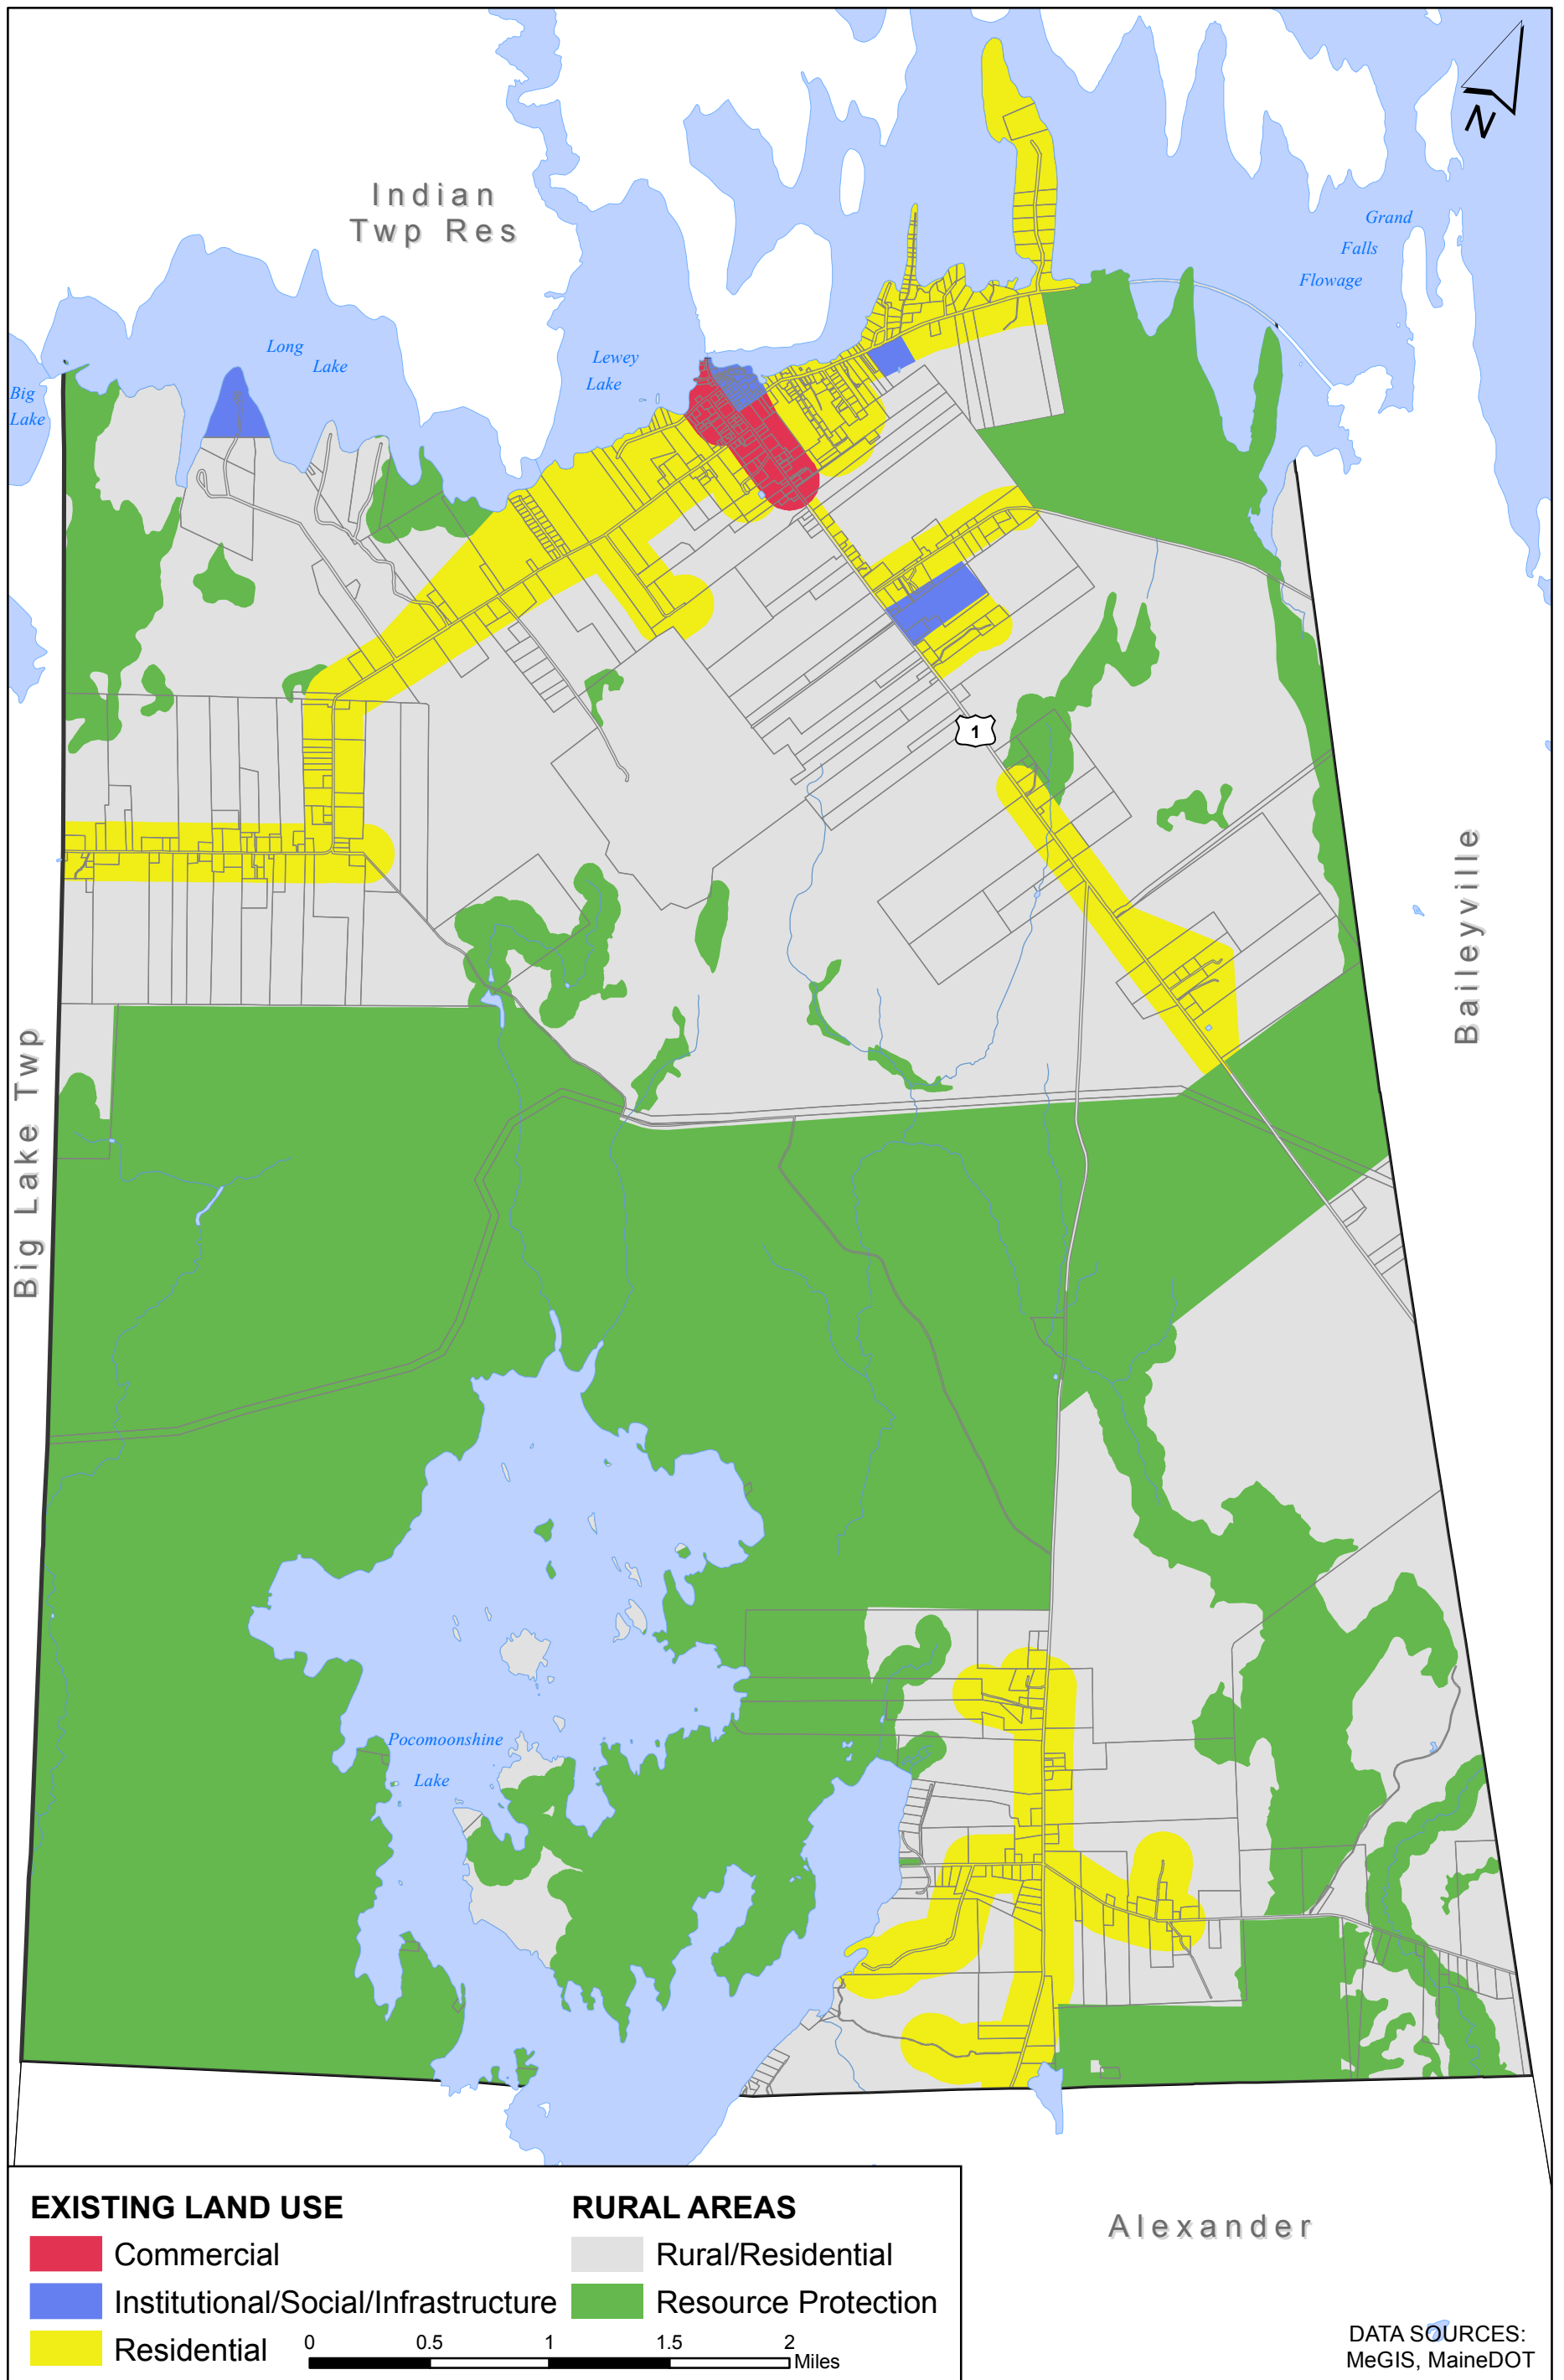 N
Indian
Twp Res
Grand
Falls
Flowage
Long
Lake
Lewey
Lake
Big
Lake
1
Baileyville
Big Lake Twp
Pocomoonshine
Lake
Alexander
EXISTING LAND USE
Commercial
Institutional/Social/Infrastructure
Residential
RURAL AREAS
Rural/Residential
Resource Protection
0 0.5 1 1.5 2
Miles
DATA SOURCES:
MeGIS, MaineDOT